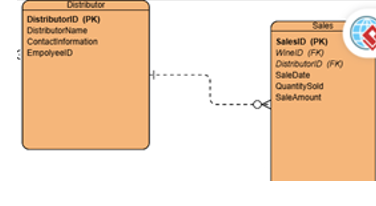 Distributor
DistributorID (PK)
DistributorName
ContactInformation
EmpolyeeID
Sales
SalesID (PK)
WineID (FK)
DistributorID (FK)
SaleDate
QuantitySold
SaleAmount